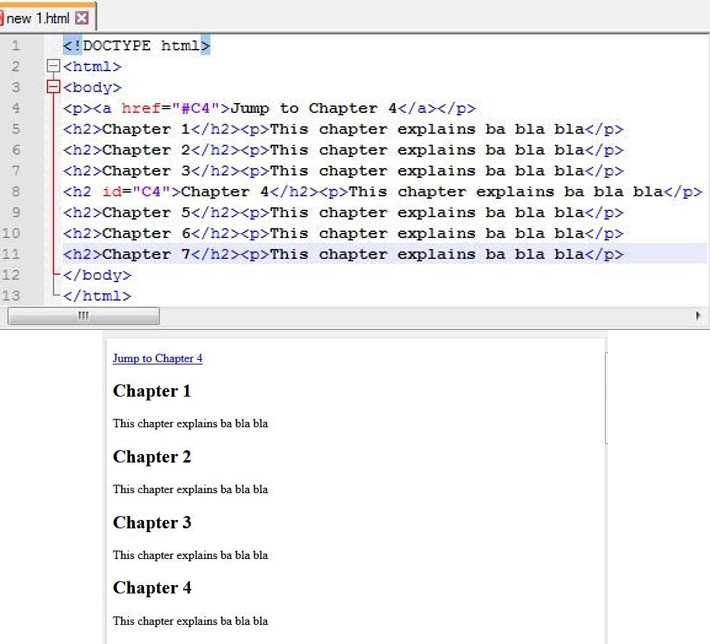 new 1.html
1 <!DOCTYPE html>
2 <html>
3 <body>
4 <p><a href="#C4">Jump to Chapter 4</a></p>
5 <h2>Chapter 1</h2><p>This chapter explains ba bla bla</p>
6 <h2>Chapter 2</h2><p>This chapter explains ba bla bla</p>
7 <h2>Chapter 3</h2><p>This chapter explains ba bla bla</p>
8 <h2 id="C4">Chapter 4</h2><p>This chapter explains ba bla bla</p>
9 <h2>Chapter 5</h2><p>This chapter explains ba bla bla</p>
10 <h2>Chapter 6</h2><p>This chapter explains ba bla bla</p>
11 <h2>Chapter 7</h2><p>This chapter explains ba bla bla</p>
12 </body>
13 </html>
Jump to Chapter 4
Chapter 1
This chapter explains ba bla bla
Chapter 2
This chapter explains ba bla bla
Chapter 3
This chapter explains ba bla bla
Chapter 4
This chapter explains ba bla bla